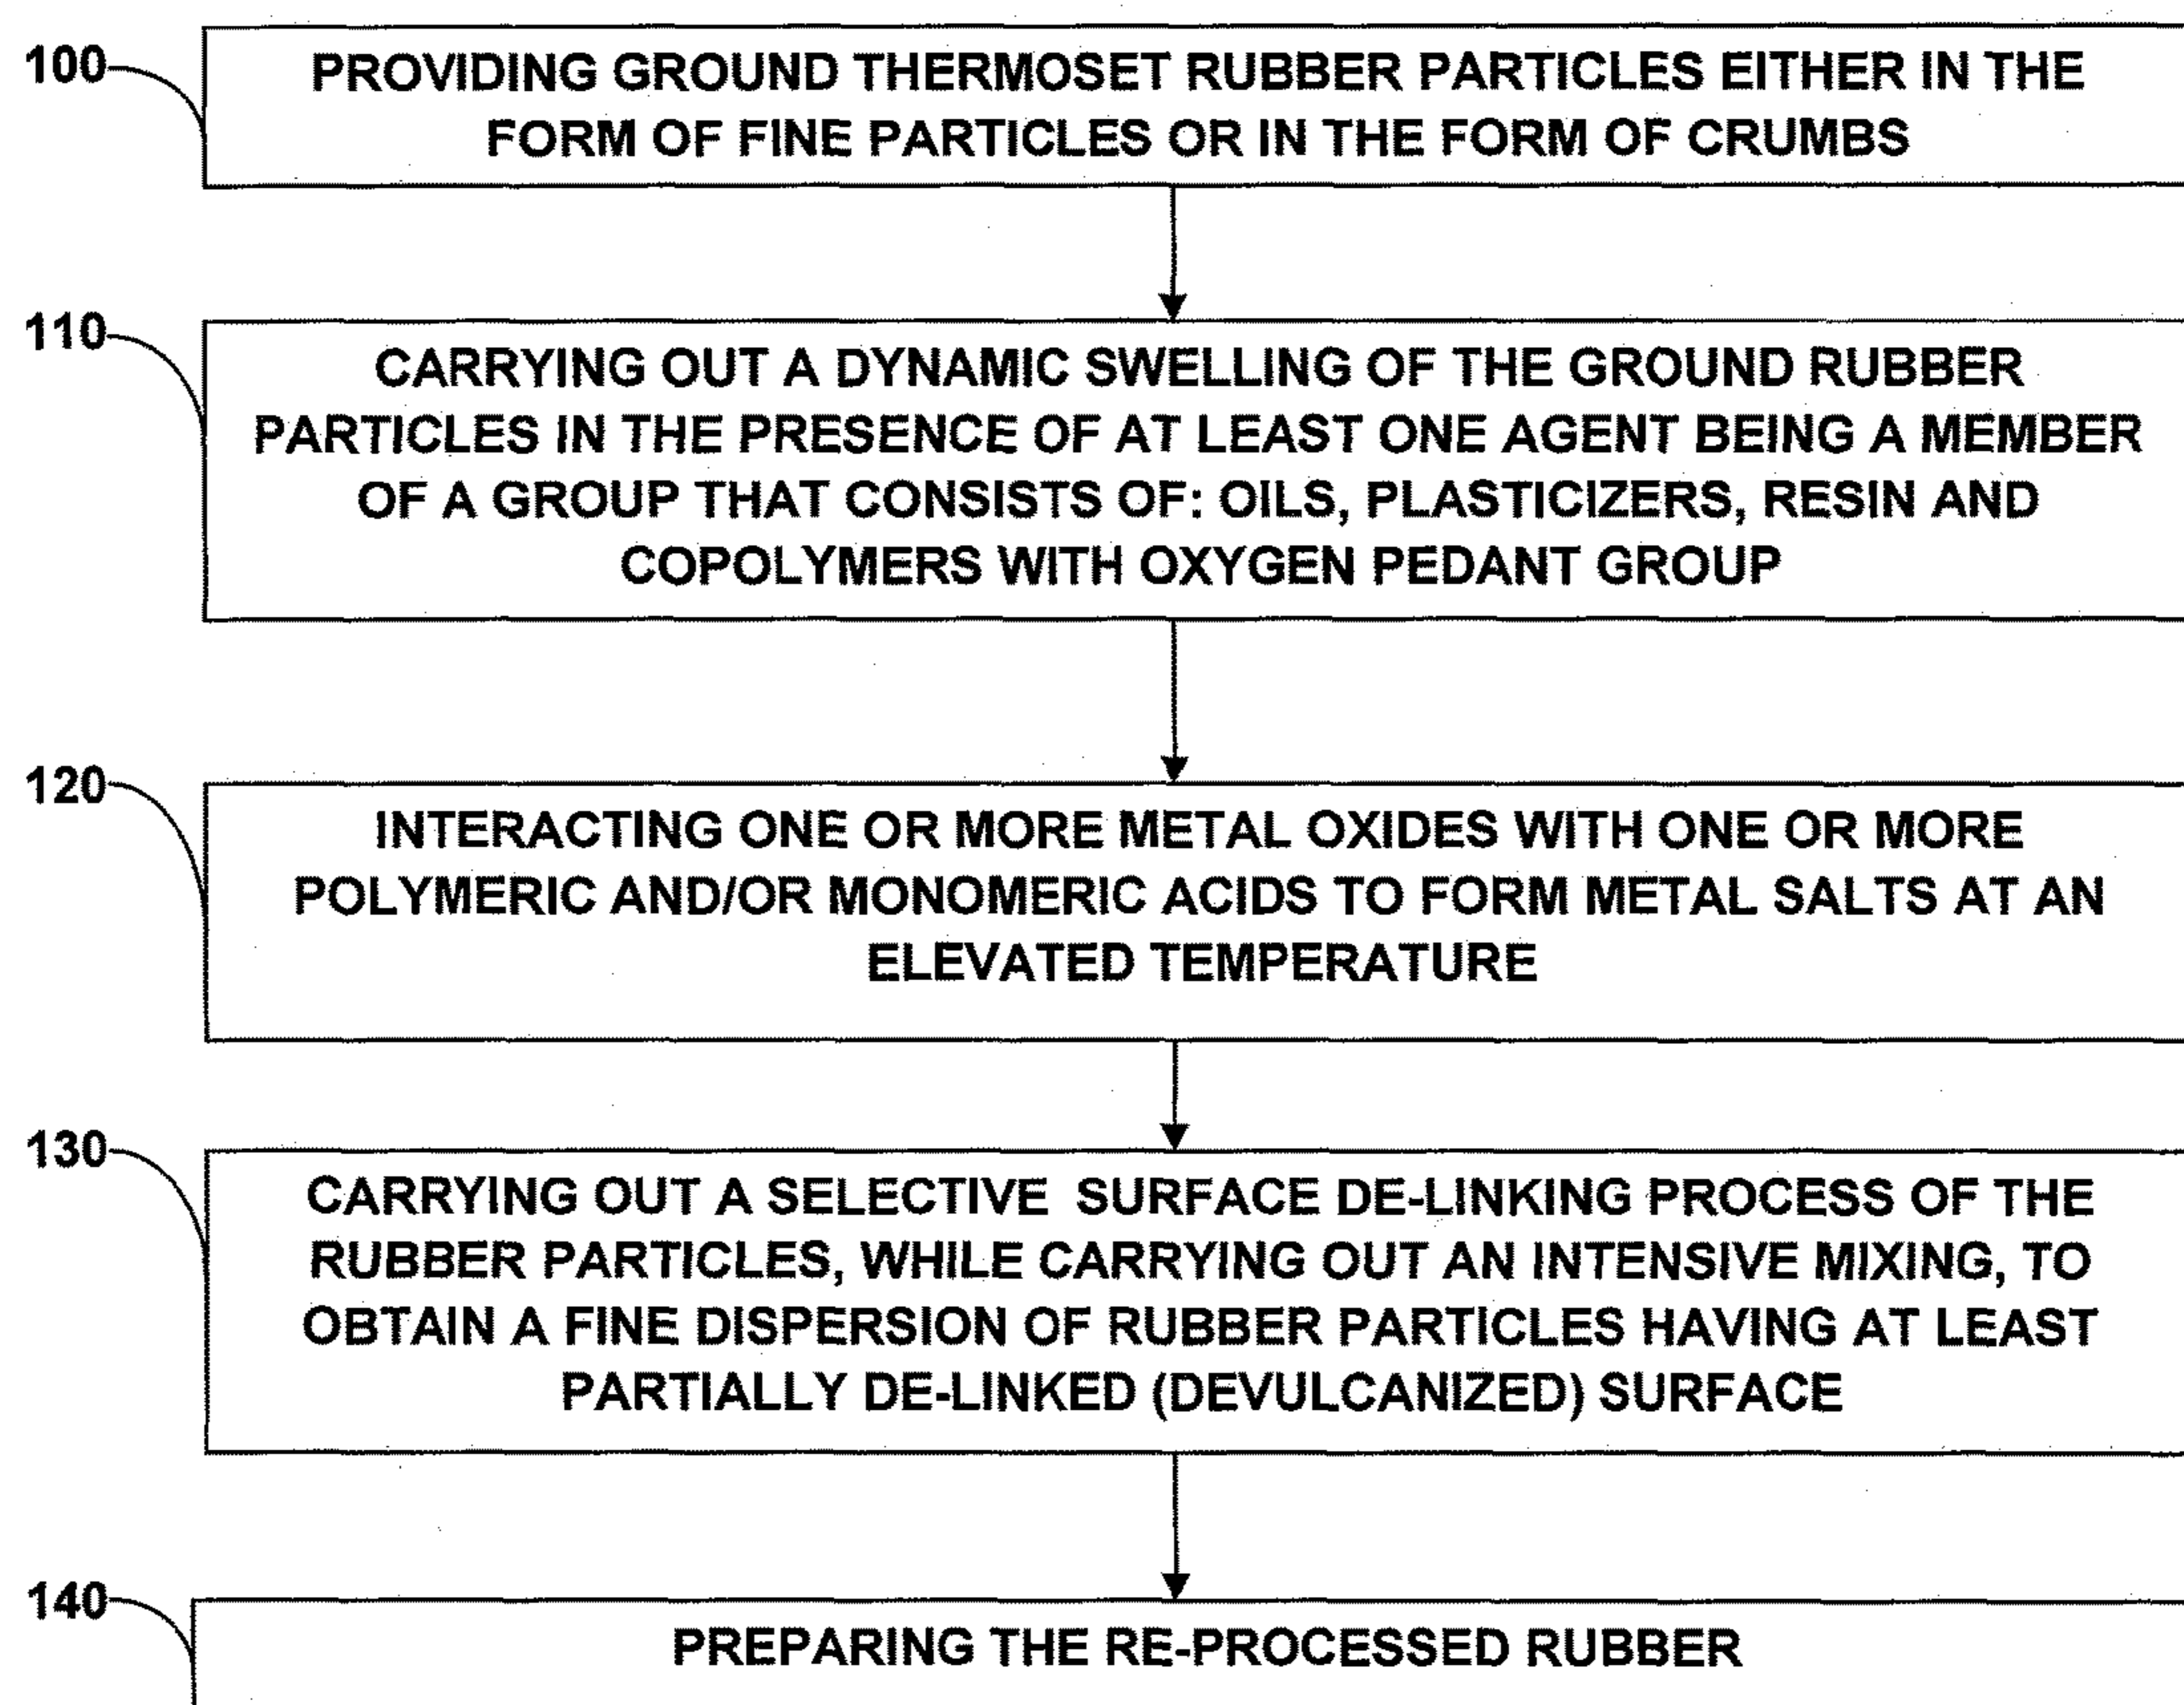 100
PROVIDING GROUND THERMOSET RUBBER PARTICLES EITHER IN THE
FORM OF FINE PARTICLES OR IN THE FORM OF CRUMBS
110
CARRYING OUT A DYNAMIC SWELLING OF THE GROUND RUBBER
PARTICLES IN THE PRESENCE OF AT LEAST ONE AGENT BEING A MEMBER
OF A GROUP THAT CONSISTS OF: OILS, PLASTICIZERS, RESIN AND
COPOLYMERS WITH OXYGEN PEDANT GROUP
120
INTERACTING ONE OR MORE METAL OXIDES WITH ONE OR MORE
POLYMERIC AND/OR MONOMERIC ACIDS TO FORM METAL SALTS AT AN
ELEVATED TEMPERATURE
130
CARRYING OUT A SELECTIVE SURFACE DE-LINKING PROCESS OF THE
RUBBER PARTICLES, WHILE CARRYING OUT AN INTENSIVE MIXING, TO
OBTAIN A FINE DISPERSION OF RUBBER PARTICLES HAVING AT LEAST
PARTIALLY DE-LINKED (DEVULCANIZED) SURFACE
140
PREPARING THE RE-PROCESSED RUBBER